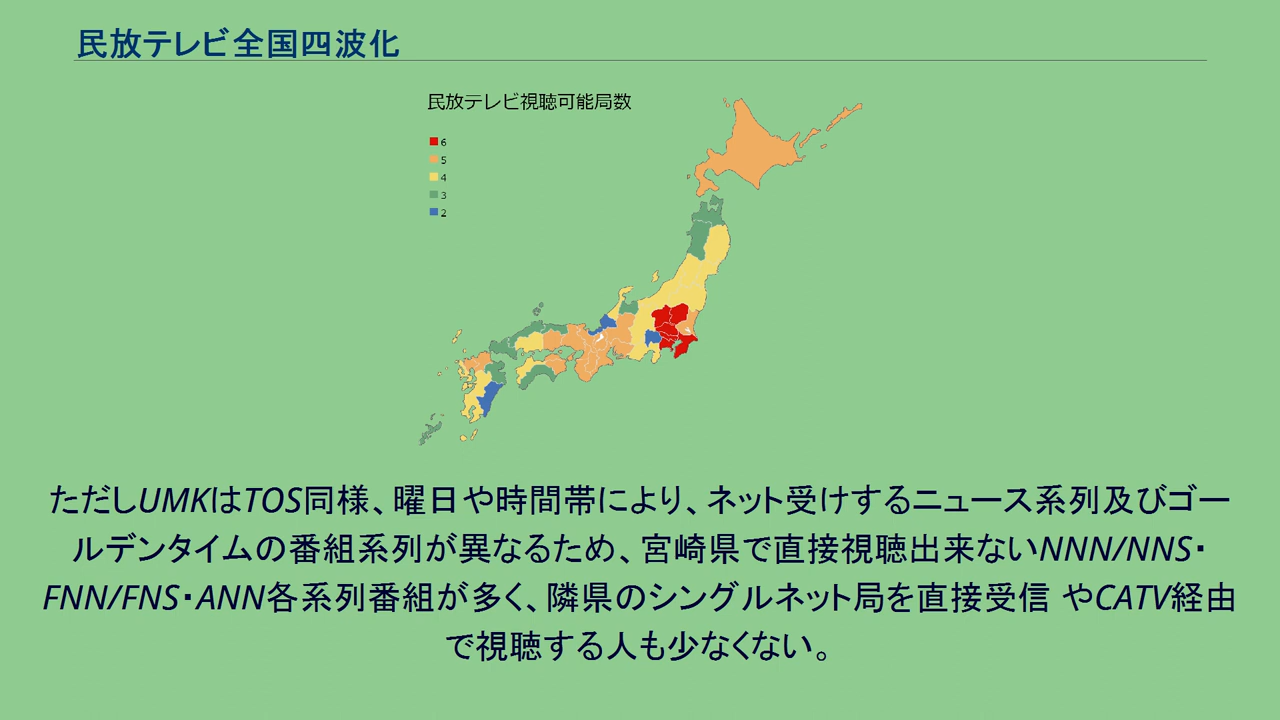 民放テレビ全国四波化
民放テレビ視聴可能局数
6
5
4
3
2
ただしUMKはTOS同様、曜日や時間帯により、ネット受けするニュース系列及びゴー
ルデンタイムの番組系列が異なるため、宮崎県で直接視聴出来ないNNN/NNS・
FNN/FNS・ANN各系列番組が多く、隣県のシングルネット局を直接受信 やCATV経由
で視聴する人も少なくない。